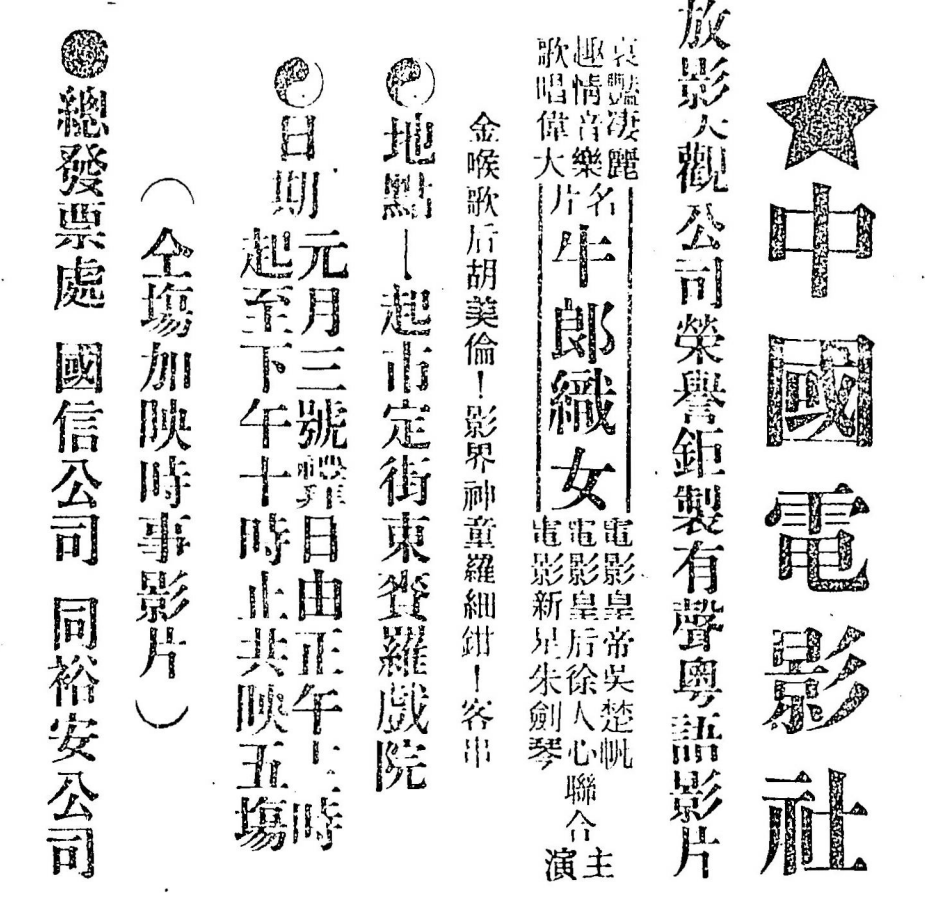 ★中國電影社
放影大觀公司榮譽鉅製有聲粵語影片
哀豔凄麗
趣情音樂名
歌唱偉大片
牛郎織女
電影皇帝吳楚帆
電影皇后徐人心
電影新星朱劍琴
聯合主演
金喉歌后胡美倫!影界神童羅細鉗!客串
地點—起市定街東登羅戲院
日期
元月三號禮日由正午十二時
起至下午十時止共映五塲
(全塲加映時事影片)
●總發票處 國信公司 同裕安公司